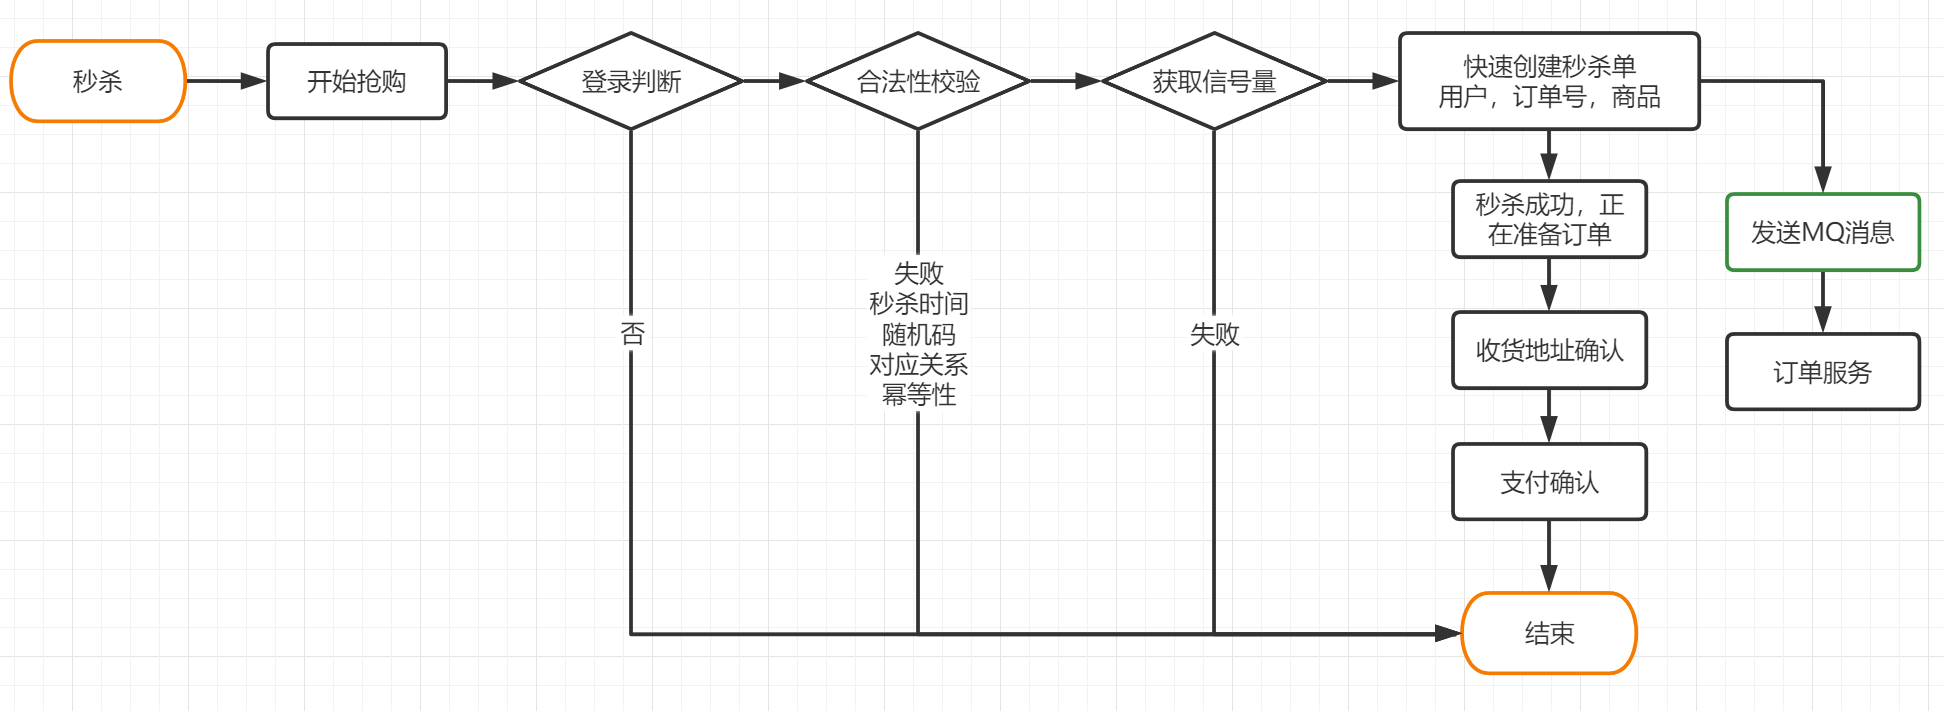 秒杀
开始抢购
登录判断
合法性校验
获取信号量
快速创建秒杀单
用户，订单号，商品
秒杀成功，正
在准备订单
发送MQ消息
失败
秒杀时间
随机码
对应关系
幂等性
否
失败
收货地址确认
订单服务
支付确认
结束